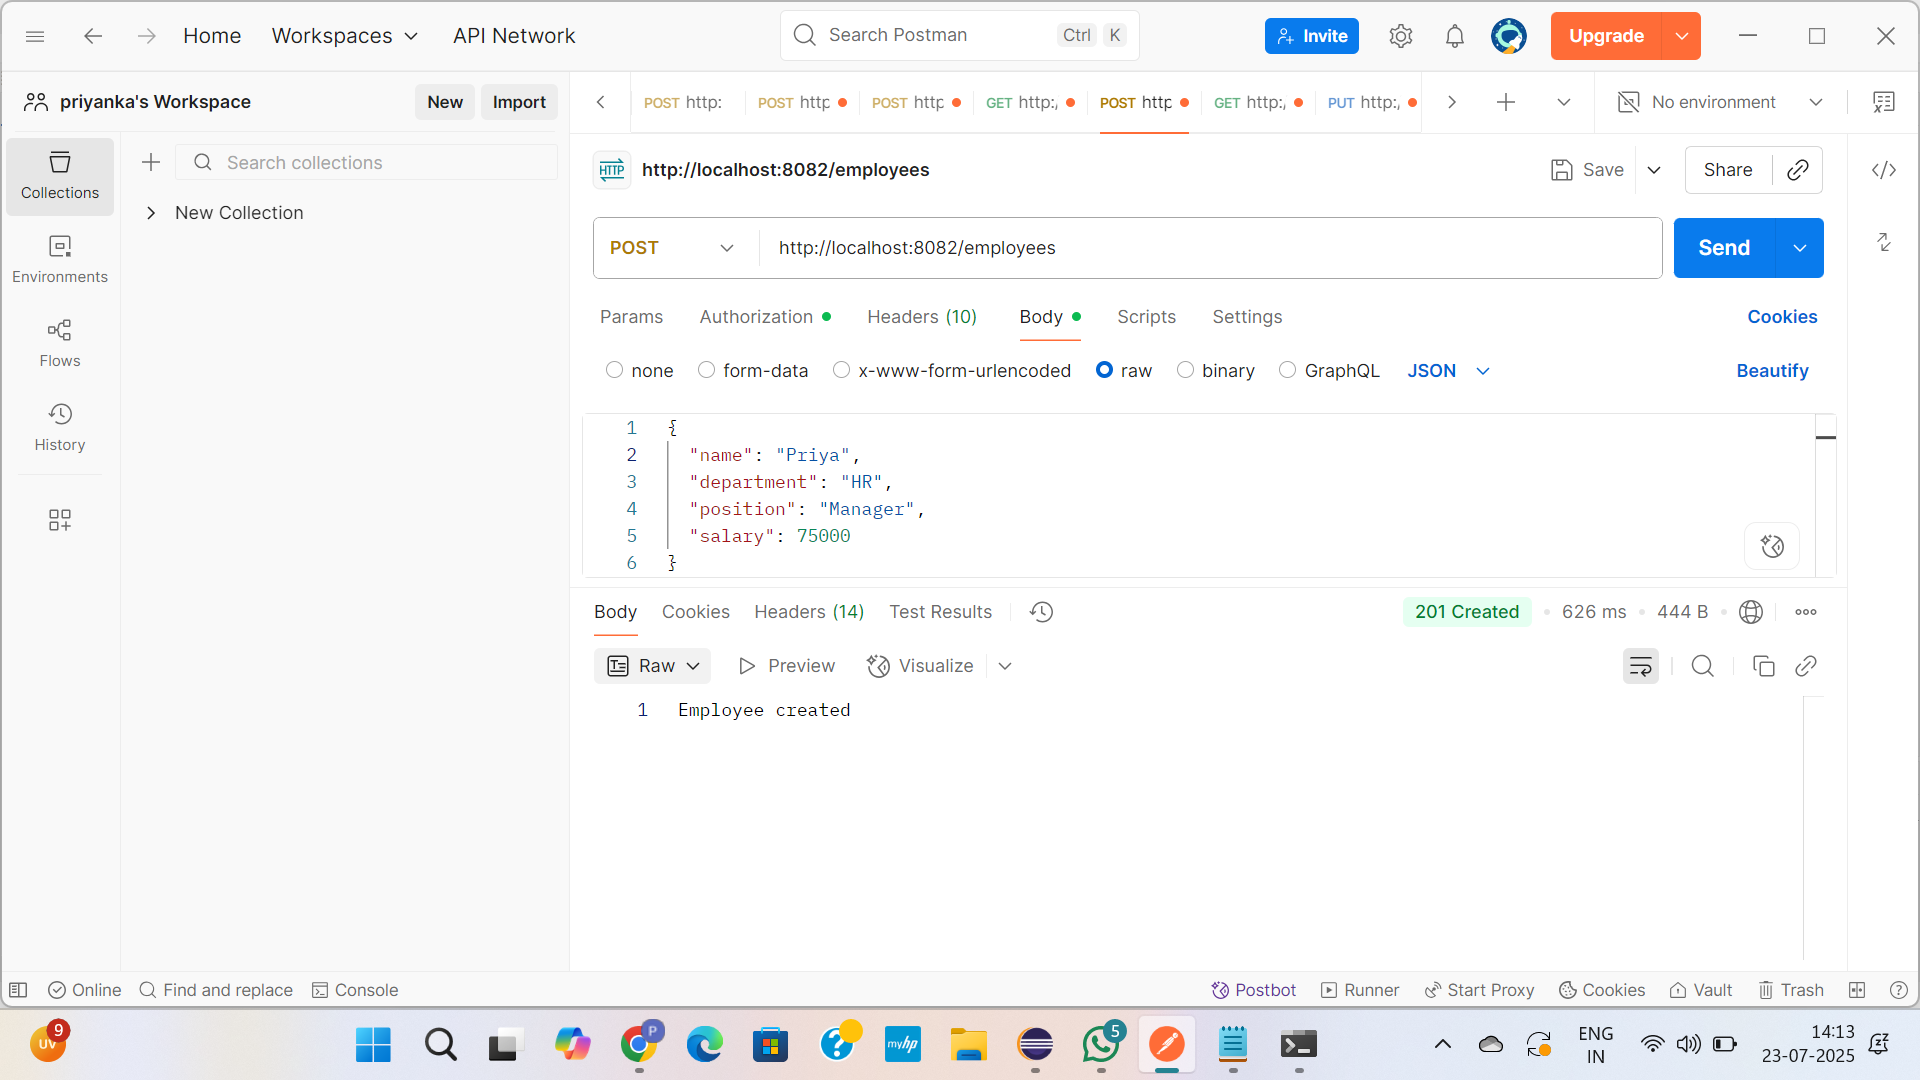 Home Workspaces API Network Search Postman Ctrl K Invite Upgrade
priyanka's Workspace New Import POST http: POST http POST http GET http:/ POST http GET http:/ PUT http:/ No environment
Collections
Environments
Flows
History
Search collections
New Collection
HTTP http://localhost:8082/employees Save Share
POST http://localhost:8082/employees Send
Params Authorization Headers (10) Body Scripts Settings Cookies
none form-data x-www-form-urlencoded raw binary GraphQL JSON Beautify
1 {
2 "name": "Priya",
3 "department": "HR",
4 "position": "Manager",
5 "salary": 75000
6 }
Body Cookies Headers (14) Test Results 201 Created • 626 ms • 444 B •
Raw Preview Visualize
1 Employee created
Online Find and replace Console Postbot Runner Start Proxy Cookies Vault Trash
UV 9 P myhp 5 ENG IN 14:13
23-07-2025